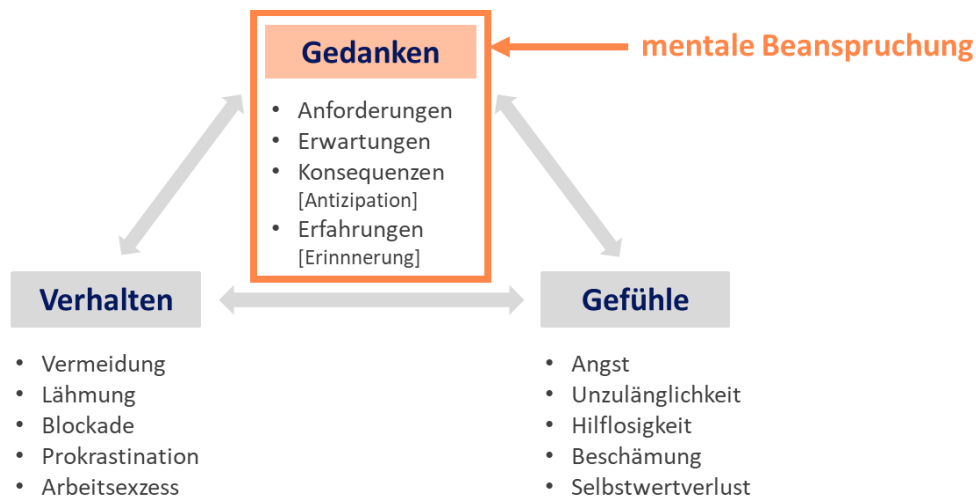 Gedanken
mentale Beanspruchung
• Anforderungen
• Erwartungen
• Konsequenzen
[Antizipation]
• Erfahrungen
[Erinnnerung]
Verhalten
• Vermeidung
• Lähmung
• Blockade
• Prokrastination
• Arbeitsexzess
Gefühle
• Angst
• Unzulänglichkeit
• Hilflosigkeit
• Beschämung
• Selbstwertverlust